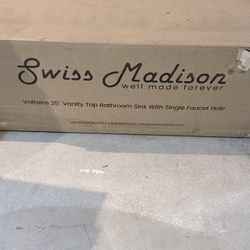 Swiss Madison®
well made forever
Voltaire 25" Vanity Top Bathroom Sink With Single Faucet Hole